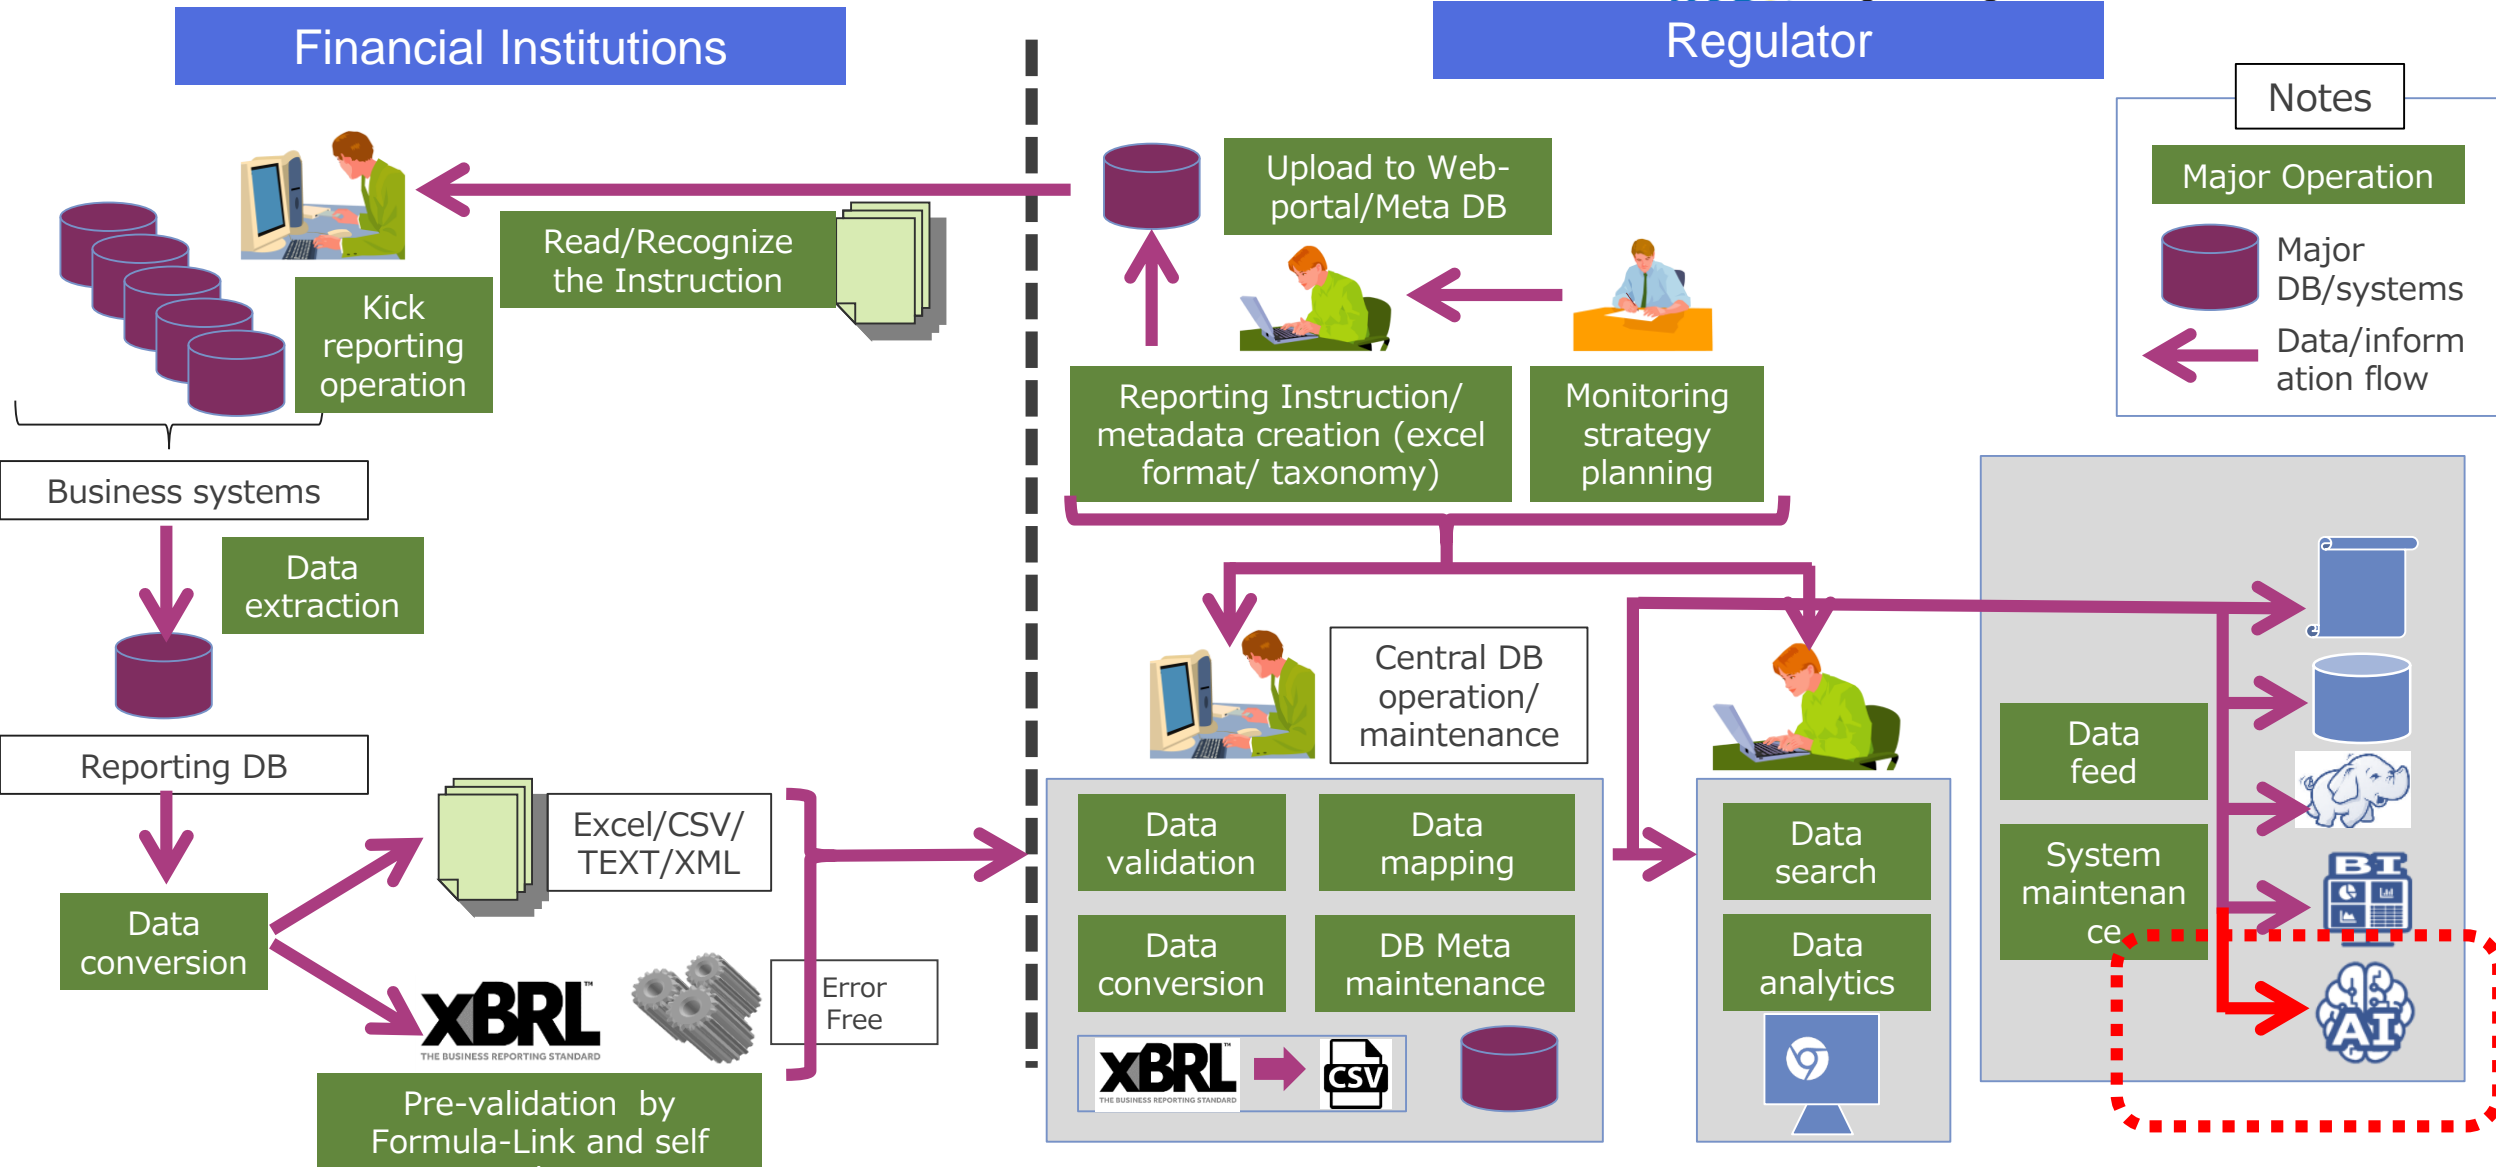 Financial Institutions
Regulator
Notes
Major Operation
Major
DB/systems
Data/inform
ation flow
Upload to Web-
portal/Meta DB
Read/Recognize
the Instruction
Kick
reporting
operation
Reporting Instruction/
metadata creation (excel
format/ taxonomy)
Monitoring
strategy
planning
Business systems
Data
extraction
Reporting DB
Excel/CSV/
TEXT/XML
Data
conversion
XBRL™
THE BUSINESS REPORTING STANDARD
Error
Free
Pre-validation by
Formula-Link and self
Central DB
operation/
maintenance
Data
validation
Data
mapping
Data
conversion
DB Meta
maintenance
XBRL™
THE BUSINESS REPORTING STANDARD
CSV
Data
search
Data
analytics
Data
feed
System
maintenan
ce
BI
AI